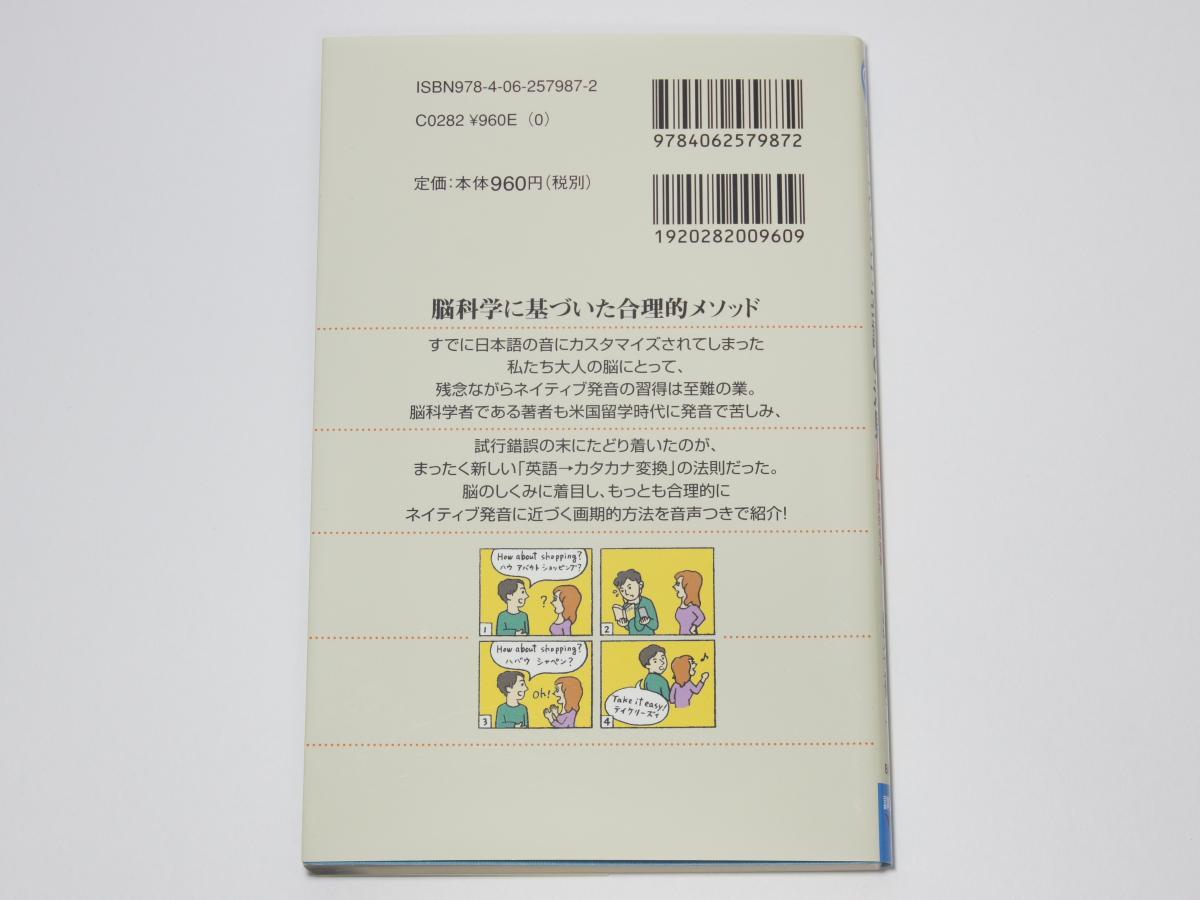 ISBN978-4-06-257987-2
C0282 ¥960E (0)
9784062579872
定価:本体960円(税別)
1920282009609
脳科学に基づいた合理的メソッド
すでに日本語の音にカスタマイズされてしまった
私たち大人の脳にとって、
残念ながらネイティブ発音の習得は至難の業。
脳科学者である著者も米国留学時代に発音で苦しみ、
試行錯誤の末にたどり着いたのが、
まったく新しい「英語→カタカナ変換」の法則だった。
脳のしくみに着目し、もっとも合理的に
ネイティブ発音に近づく画期的方法を音声つきで紹介!
How about shopping?
ハウ アバウト ショッピング?
?
1
2
How about shopping?
ハバウ シャペン?
Oh!
3
Take it easy!
テイケリーズィ
4